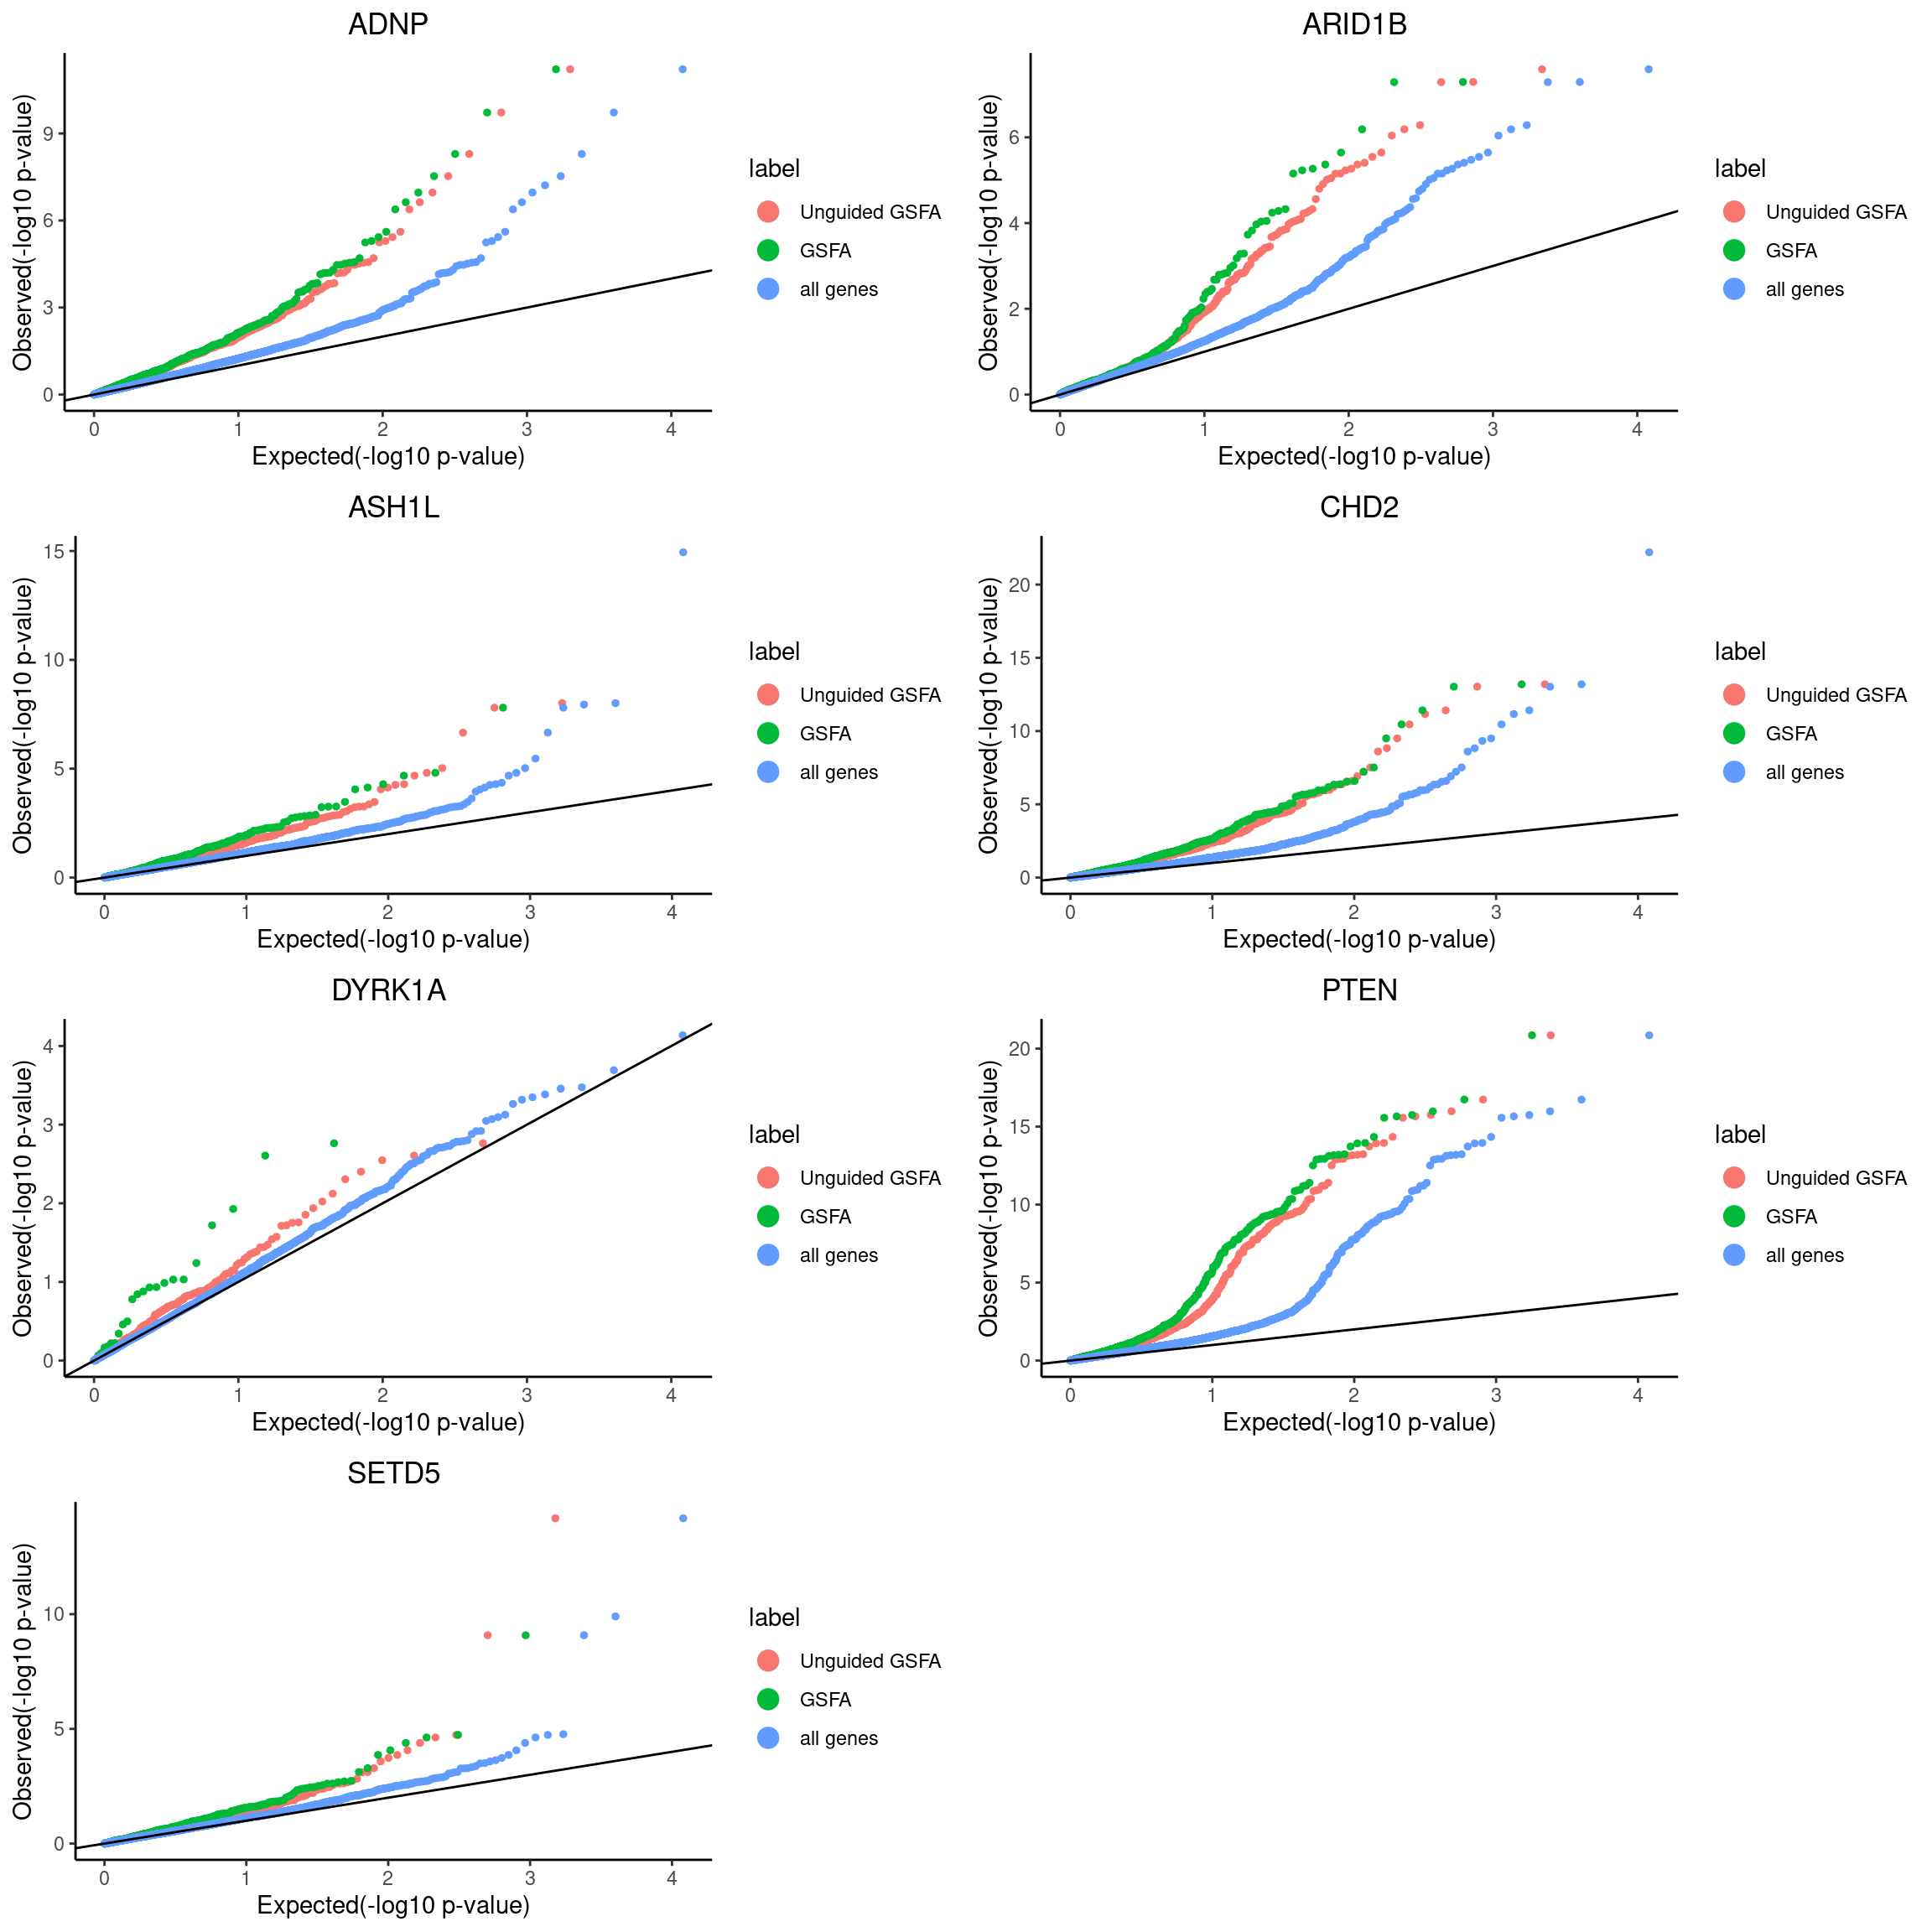 ADNP
Observed(-log10 p-value)
9
6
3
0
0 1 2 3 4
Expected(-log10 p-value)
label
Unguided GSFA
GSFA
all genes
ARID1B
Observed(-log10 p-value)
6
4
2
0
0 1 2 3 4
Expected(-log10 p-value)
label
Unguided GSFA
GSFA
all genes
ASH1L
Observed(-log10 p-value)
15
10
5
0
0 1 2 3 4
Expected(-log10 p-value)
label
Unguided GSFA
GSFA
all genes
CHD2
Observed(-log10 p-value)
20
15
10
5
0
0 1 2 3 4
Expected(-log10 p-value)
label
Unguided GSFA
GSFA
all genes
DYRK1A
Observed(-log10 p-value)
4
3
2
1
0
0 1 2 3 4
Expected(-log10 p-value)
label
Unguided GSFA
GSFA
all genes
PTEN
Observed(-log10 p-value)
20
15
10
5
0
0 1 2 3 4
Expected(-log10 p-value)
label
Unguided GSFA
GSFA
all genes
SETD5
Observed(-log10 p-value)
10
5
0
0 1 2 3 4
Expected(-log10 p-value)
label
Unguided GSFA
GSFA
all genes